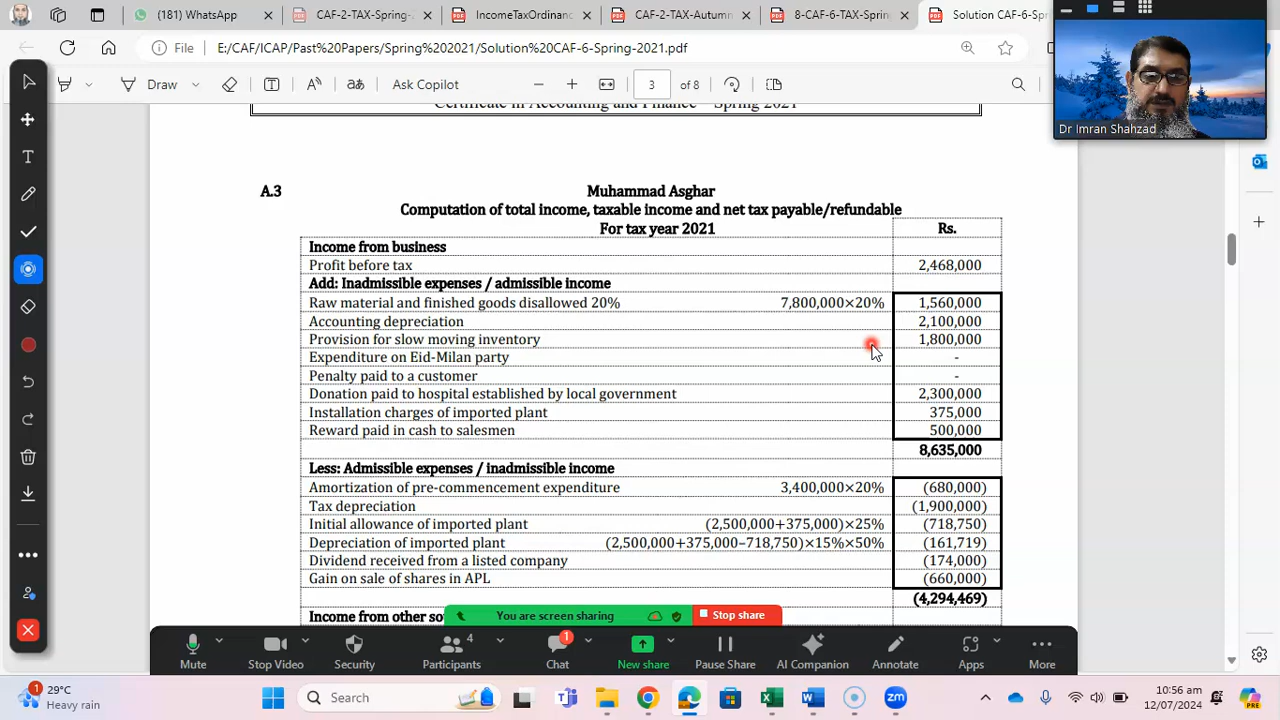 (181) WhatsApp
CAF-2-TAX-Spring-2
IncomeTaxOrdinanc
CAF-2-TAX-Autumn
8-CAF-6-TAX-Sprin
Solution CAF-6-Spr
File
E:/CAF/ICAP/Past%20Papers/Spring%202021/Solution%20CAF-6-Spring-2021.pdf
Draw
Ask Copilot
3
of 8
Dr Imran Shahzad
Certificate in Accounting and Finance – Spring 2021
A.3
Muhammad Asghar
Computation of total income, taxable income and net tax payable/refundable
For tax year 2021
Rs.
Income from business
Profit before tax 2,468,000
Add: Inadmissible expenses / admissible income
Raw material and finished goods disallowed 20% 7,800,000×20% 1,560,000
Accounting depreciation 2,100,000
Provision for slow moving inventory 1,800,000
Expenditure on Eid-Milan party -
Penalty paid to a customer -
Donation paid to hospital established by local government 2,300,000
Installation charges of imported plant 375,000
Reward paid in cash to salesmen 500,000
8,635,000
Less: Admissible expenses / inadmissible income
Amortization of pre-commencement expenditure 3,400,000×20% (680,000)
Tax depreciation (1,900,000)
Initial allowance of imported plant (2,500,000+375,000)×25% (718,750)
Depreciation of imported plant (2,500,000+375,000–718,750)×15%×50% (161,719)
Dividend received from a listed company (174,000)
Gain on sale of shares in APL (660,000)
(4,294,469)
Income from other so
You are screen sharing
Stop share
Mute
Stop Video
Security
4
Participants
1
Chat
New share
Pause Share
AI Companion
Annotate
Apps
More
1
29°C
Heavy rain
Search
10:56 am
12/07/2024